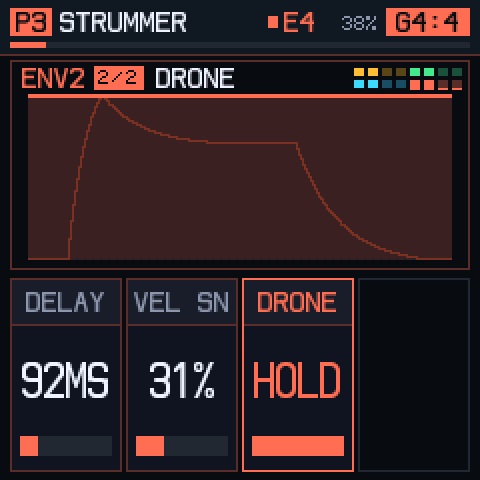 P3 STRUMMER E4 38% G4:4
ENV2 2/2 DRONE
DELAY VEL SN DRONE
92MS 31% HOLD